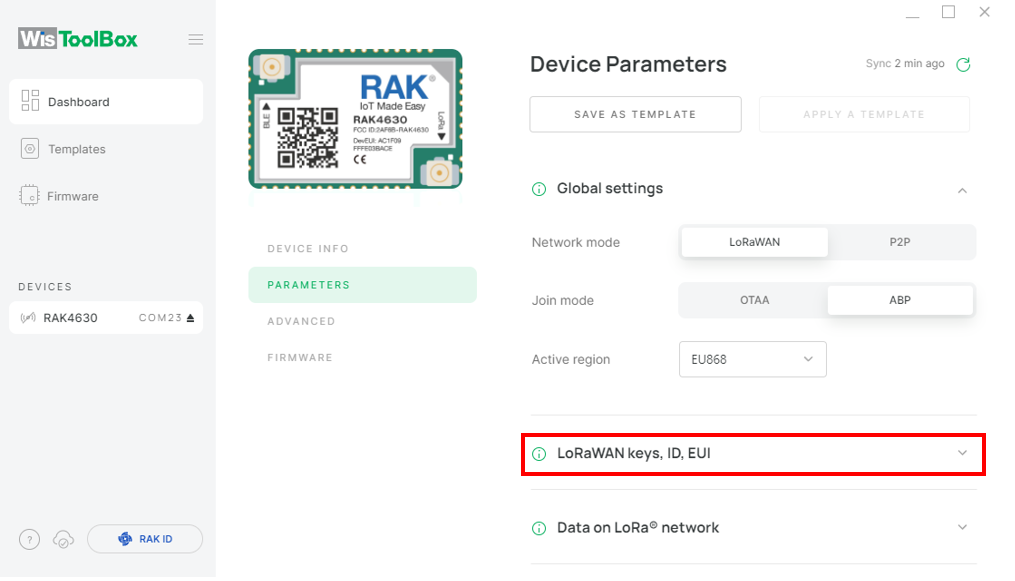 WisToolBox
Dashboard
Templates
Firmware
DEVICES
RAK4630 COM23
RAK ID
RAK®
IoT Made Easy
RAK4630
FCC ID:2AF6B-RAK4630
DevEUI: AC1F09
FFFE03BACE
BLE
LoRa
DEVICE INFO
PARAMETERS
ADVANCED
FIRMWARE
Device Parameters
Sync 2 min ago
SAVE AS TEMPLATE
APPLY A TEMPLATE
Global settings
Network mode LoRaWAN P2P
Join mode OTAA ABP
Active region EU868
LoRaWAN keys, ID, EUI
Data on LoRa® network